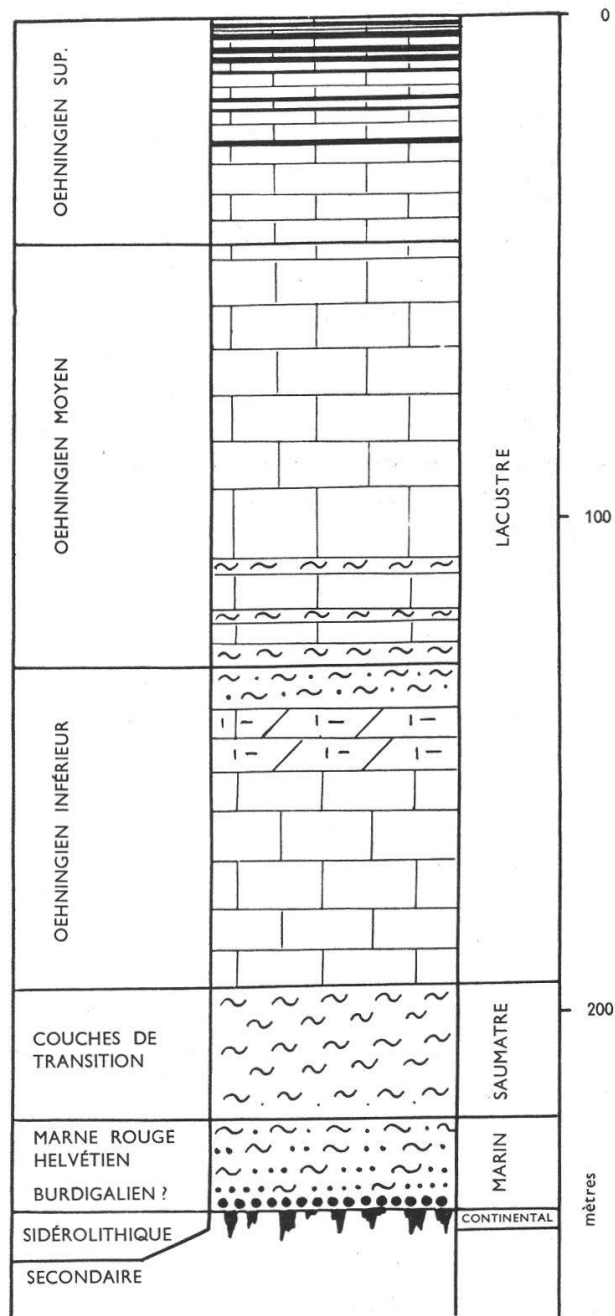 0
OEHNINGIEN SUP.
OEHNINGIEN MOYEN
LACUSTRE
100
OEHNINGIEN INFÉRIEUR
200
COUCHES DE
TRANSITION
SAUMATRE
MARNE ROUGE
HELVÉTIEN
BURDIGALIEN ?
MARIN
mètres
SIDÉROLITHIQUE
CONTINENTAL
SECONDAIRE